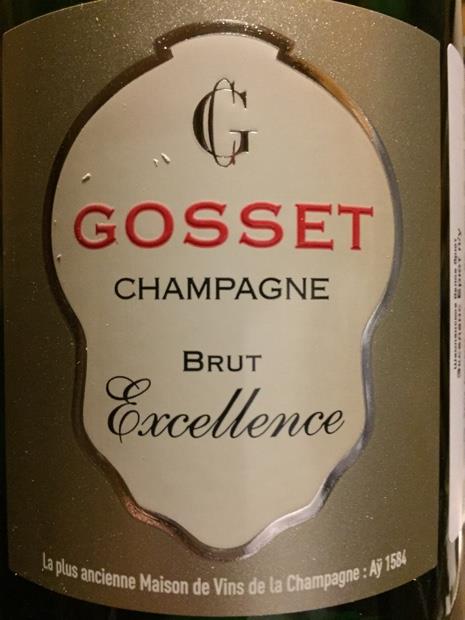 G
GOSSET
CHAMPAGNE
BRUT
Excellence
La plus ancienne Maison de Vins de la Champagne : Aÿ 1584